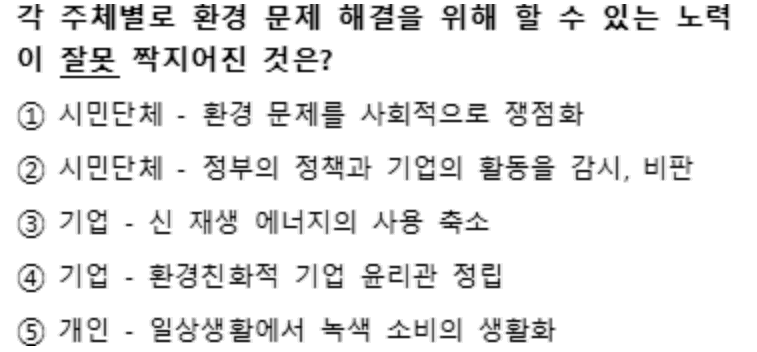 각 주체별로 환경 문제 해결을 위해 할 수 있는 노력
이 잘못 짝지어진 것은?
① 시민단체 - 환경 문제를 사회적으로 쟁점화
② 시민단체 - 정부의 정책과 기업의 활동을 감시, 비판
③ 기업 - 신 재생 에너지의 사용 축소
④ 기업 - 환경친화적 기업 윤리관 정립
⑤ 개인 - 일상생활에서 녹색 소비의 생활화